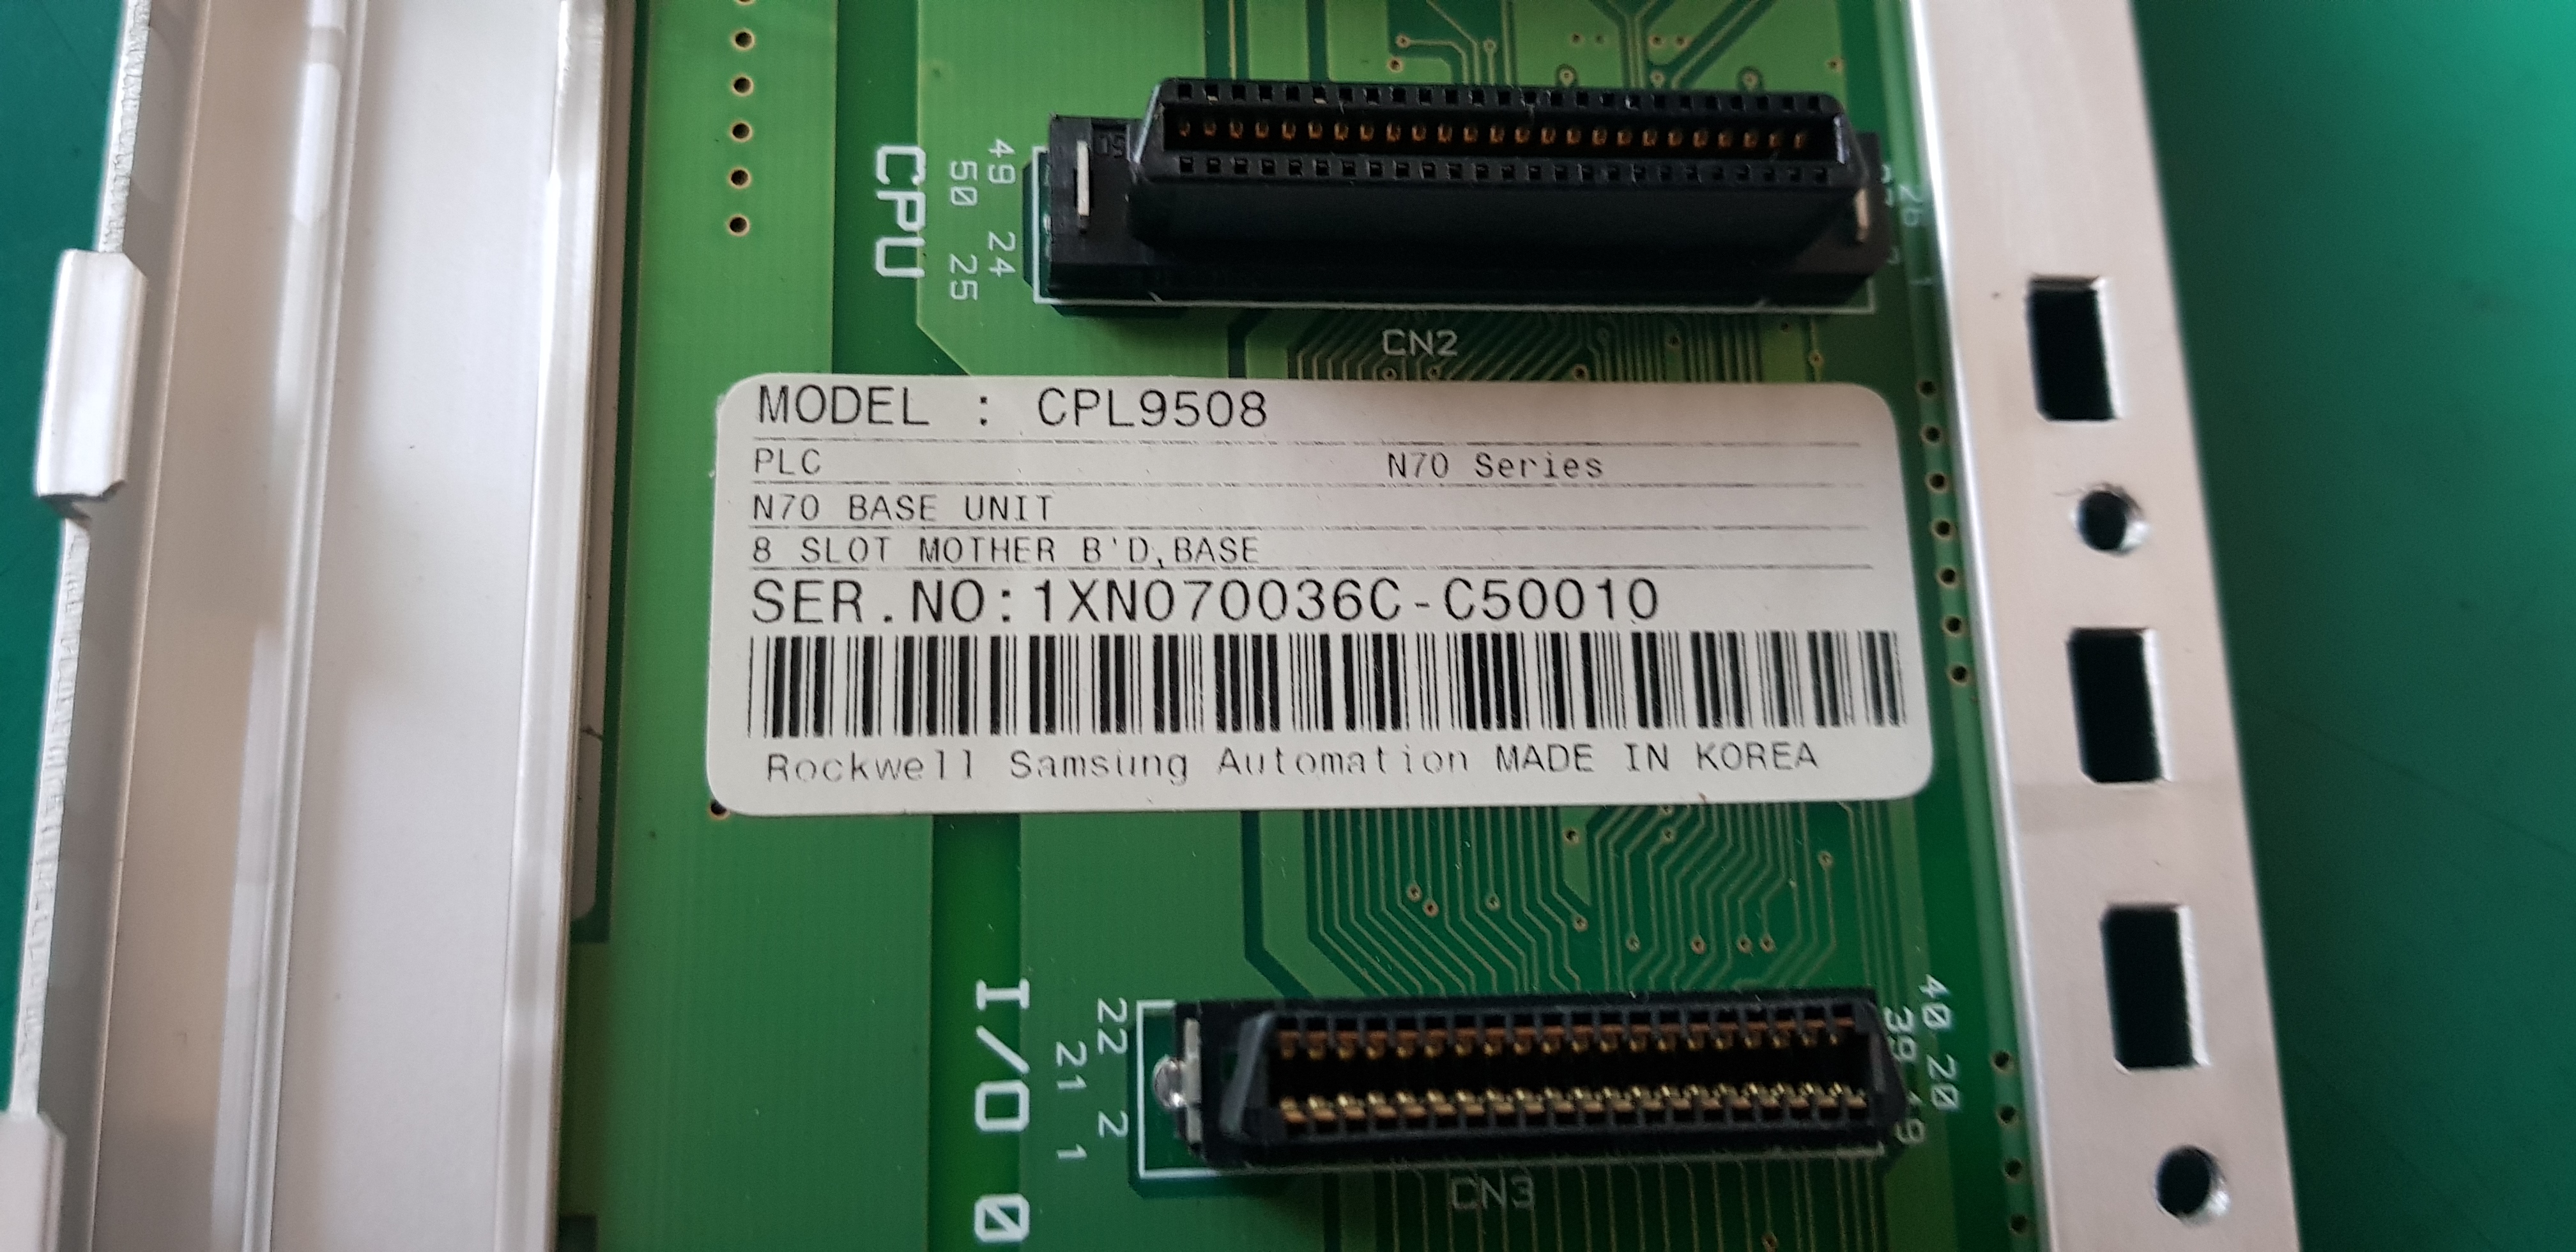 49
50
24
25
CPU
26
CN2
MODEL : CPL9508
PLC N70 Series
N70 BASE UNIT
8 SLOT MOTHER B'D,BASE
SER.NO:1XN070036C-C50010
Rockwell Samsung Automation MADE IN KOREA
I/O 0
22
21
2
1
40
39
20
19
CN3